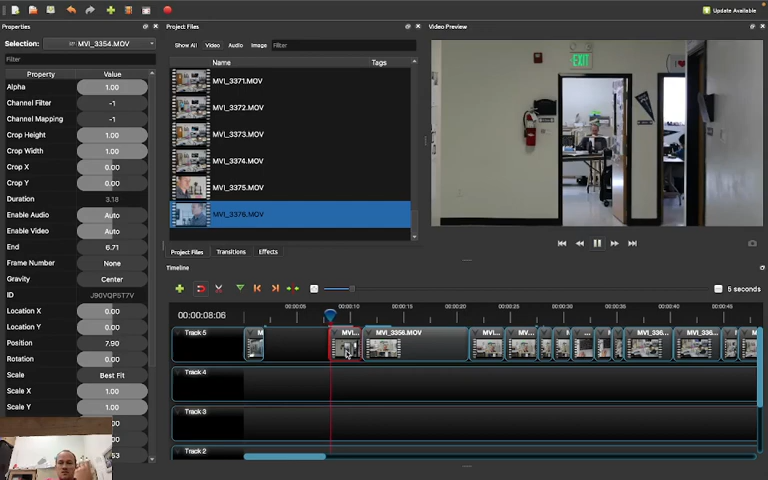 Update Available
Properties
Project Files
Video Preview
Selection: MVI_3354.MOV
Show All Video Audio Image Filter
Filter
Property Value
Name Tags
Alpha 1.00
Channel Filter -1
Channel Mapping -1
Crop Height 1.00
Crop Width 1.00
Crop X 0.00
Crop Y 0.00
Duration 3.18
Enable Audio Auto
Enable Video Auto
End 6.71
Frame Number None
Gravity Center
ID J90VQP5T7V
Location X 0.00
Location Y 0.00
Position 7.90
Rotation 0.00
Scale Best Fit
Scale X 1.00
Scale Y 1.00
MVI_3371.MOV
MVI_3372.MOV
MVI_3373.MOV
MVI_3374.MOV
MVI_3375.MOV
MVI_3376.MOV
EXIT
Project Files Transitions Effects
Timeline
5 seconds
00:00:08:06
00:00:05 00:00:10 00:00:15 00:00:20 00:00:25 00:00:30 00:00:35 00:00:40 00:00:45
Track 5
M MVI... MVI_3356.MOV MVI... MVI... M... M... ... M... M... MVI_336... MVI_336... M... M
Track 4
Track 3
Track 2